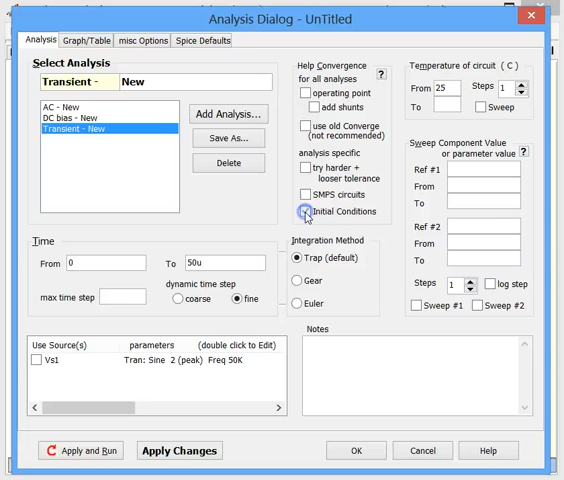 Analysis Dialog - UnTitled
Analysis
Graph/Table
misc Options
Spice Defaults
Select Analysis
Transient -
New
AC - New
DC bias - New
Transient - New
Add Analysis...
Save As...
Delete
Help Convergence
for all analyses
?
operating point
add shunts
use old Converge
(not recommended)
analysis specific
try harder +
looser tolerance
SMPS circuits
Initial Conditions
Temperature of circuit ( C )
From 25
Steps 1
To
Sweep
Sweep Component Value
or parameter value
?
Ref #1
From
To
Ref #2
From
To
Steps 1
log step
Sweep #1
Sweep #2
Time
From 0
To 50u
max time step
dynamic time step
coarse
fine
Integration Method
Trap (default)
Gear
Euler
Use Source(s)
parameters
(double click to Edit)
Vs1
Tran: Sine 2 (peak) Freq 50K
Notes
Apply and Run
Apply Changes
OK
Cancel
Help